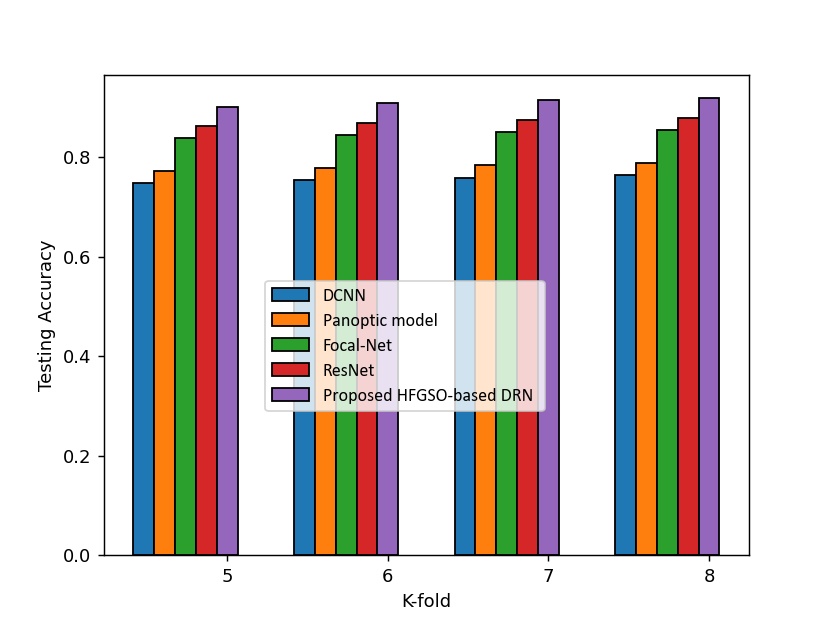 0.8
0.6
0.4
0.2
0.0
Testing Accuracy
DCNN
Panoptic model
Focal-Net
ResNet
Proposed HFGSO-based DRN
5 6 7 8
K-fold